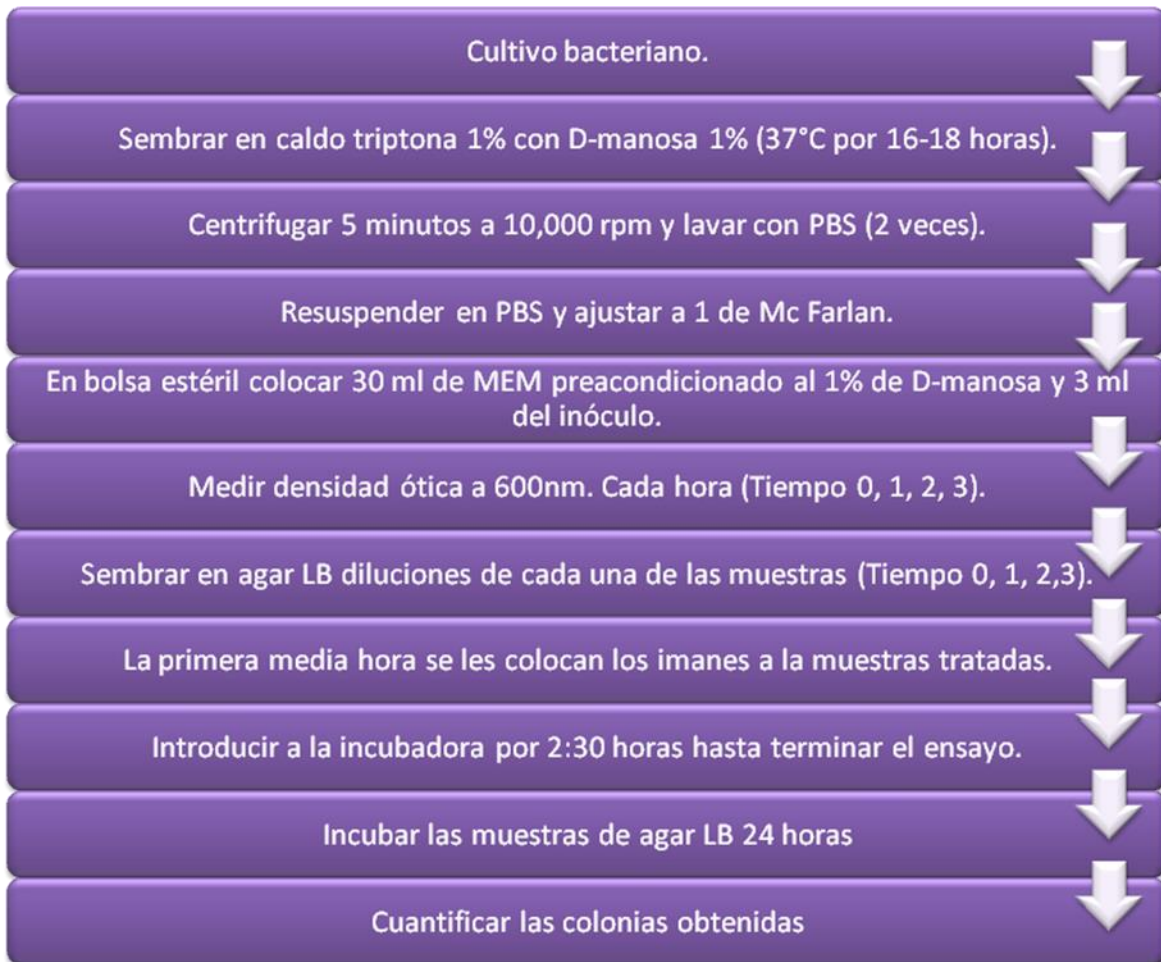 Cultivo bacteriano.
Sembrar en caldo triptona 1% con D-manosa 1% (37°C por 16-18 horas).
Centrifugar 5 minutos a 10,000 rpm y lavar con PBS (2 veces).
Resuspender en PBS y ajustar a 1 de Mc Farlan.
En bolsa estéril colocar 30 ml de MEM preacondicionado al 1% de D-manosa y 3 ml
del inóculo.
Medir densidad ótica a 600nm. Cada hora (Tiempo 0, 1, 2, 3).
Sembrar en agar LB diluciones de cada una de las muestras (Tiempo 0, 1, 2,3).
La primera media hora se les colocan los imanes a la muestras tratadas.
Introducir a la incubadora por 2:30 horas hasta terminar el ensayo.
Incubar las muestras de agar LB 24 horas
Cuantificar las colonias obtenidas